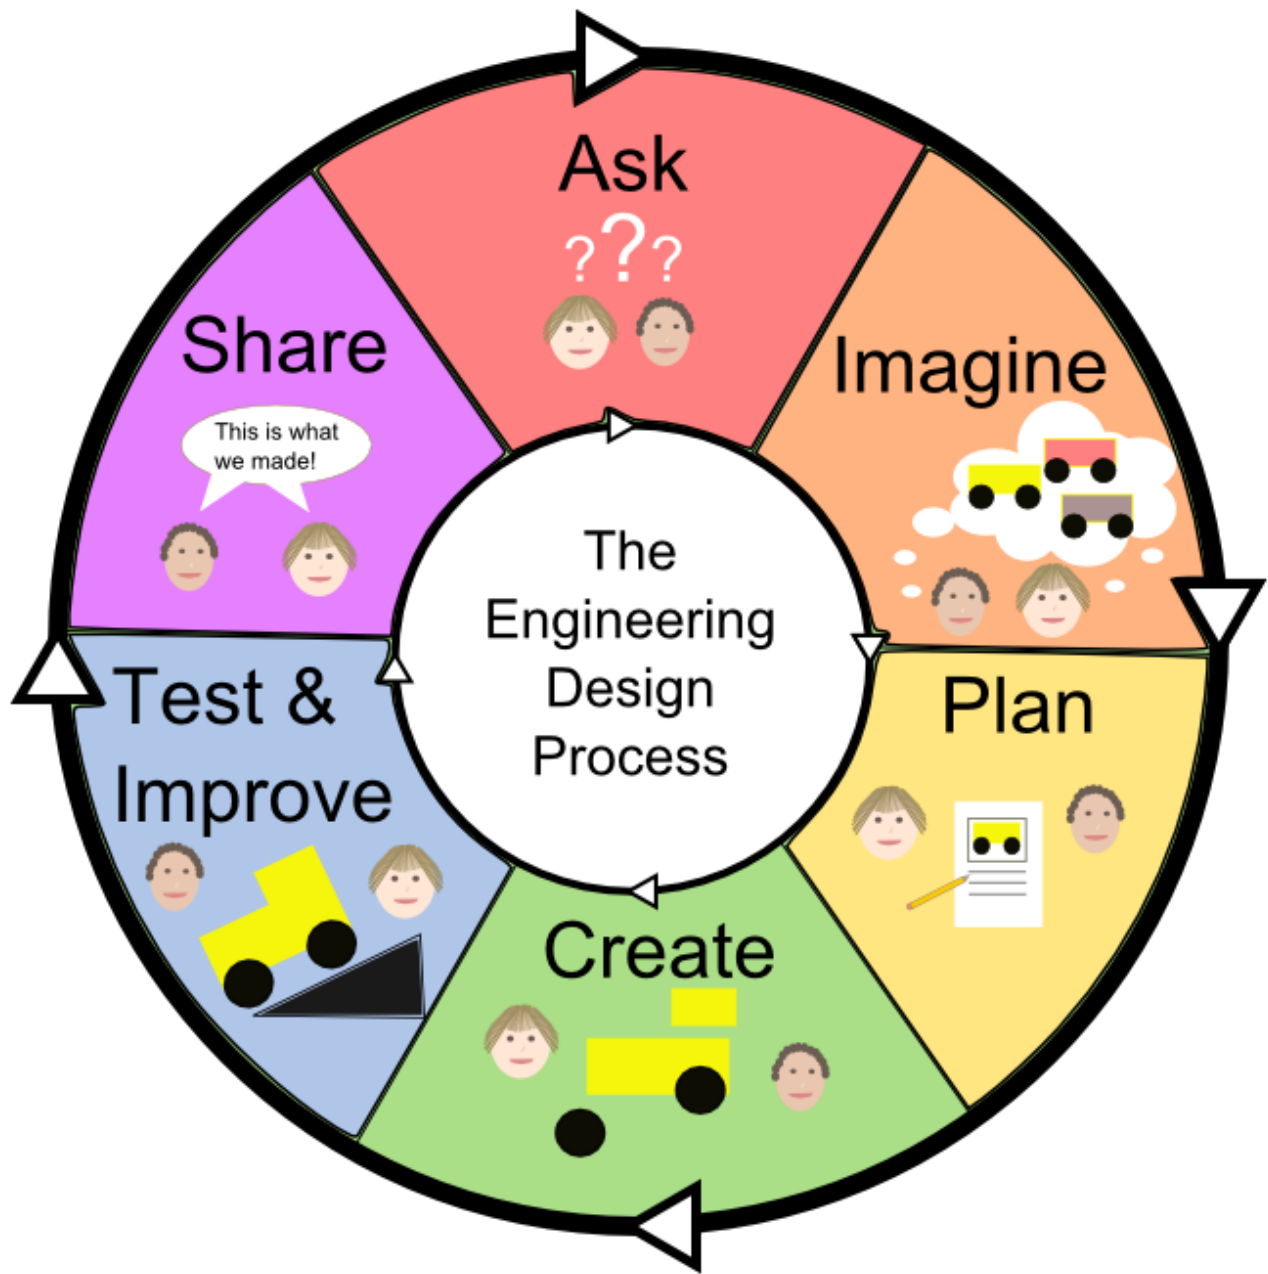 Ask
? ? ?
Imagine
Plan
Create
Test &
Improve
Share
This is what
we made!
The
Engineering
Design
Process